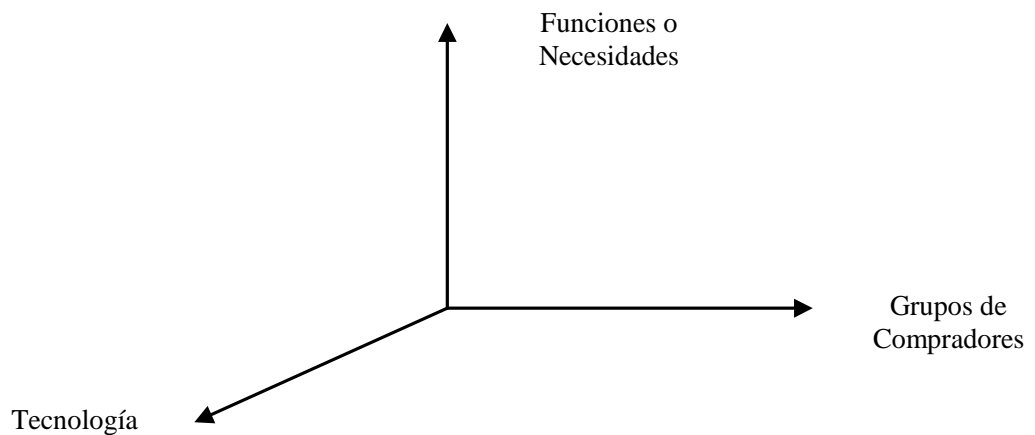 Funciones o
Necesidades
Grupos de
Compradores
Tecnología